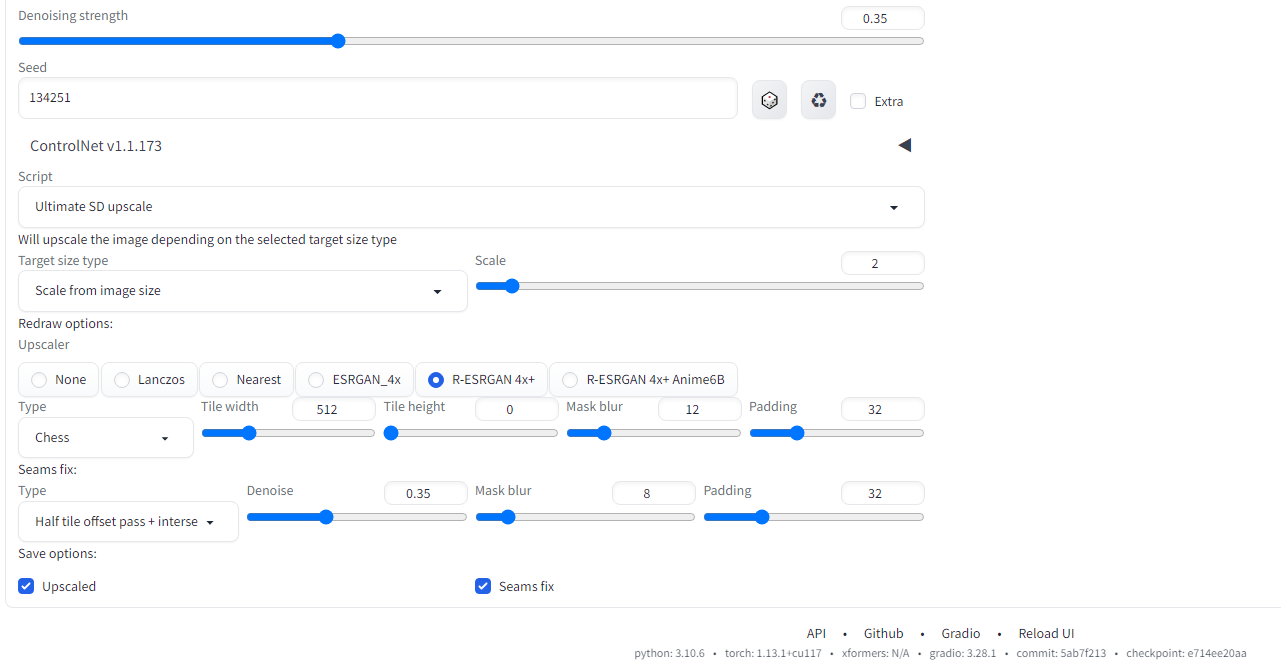 Denoising strength 0.35
Seed
134251 Extra
ControlNet v1.1.173
Script
Ultimate SD upscale
Will upscale the image depending on the selected target size type
Target size type Scale 2
Scale from image size
Redraw options:
Upscaler
None Lanczos Nearest ESRGAN_4x R-ESRGAN 4x+ R-ESRGAN 4x+ Anime6B
Type Tile width 512 Tile height 0 Mask blur 12 Padding 32
Chess
Seams fix:
Type Denoise 0.35 Mask blur 8 Padding 32
Half tile offset pass + interse
Save options:
Upscaled Seams fix
API • Github • Gradio • Reload UI
python: 3.10.6 • torch: 1.13.1+cu117 • xformers: N/A • gradio: 3.28.1 • commit: 5ab7f213 • checkpoint: e714ee20aa